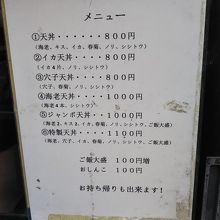 メニュー
①天丼・・・・・・800円
(海老、キス、イカ、春菊、ノリ、シシトウ)
②イカ天丼・・・・・800円
(イカ4片、ノリ、シシトウ)
③穴子天丼・・・・・800円
(穴子、春菊、ノリ、シシトウ)
④海老天丼・・・・1000円
(海老4本、シシトウ)
⑤ジャンボ天丼・・・1000円
(海老2、キス2、イカ、春菊、ノリ、ご飯大盛)
⑥特製天丼・・・・1100円
(海老、穴子、イカ、春菊、ノリ、シシトウ)
ご飯大盛 100円増
おしんこ 100円
お持ち帰りも出来ます!